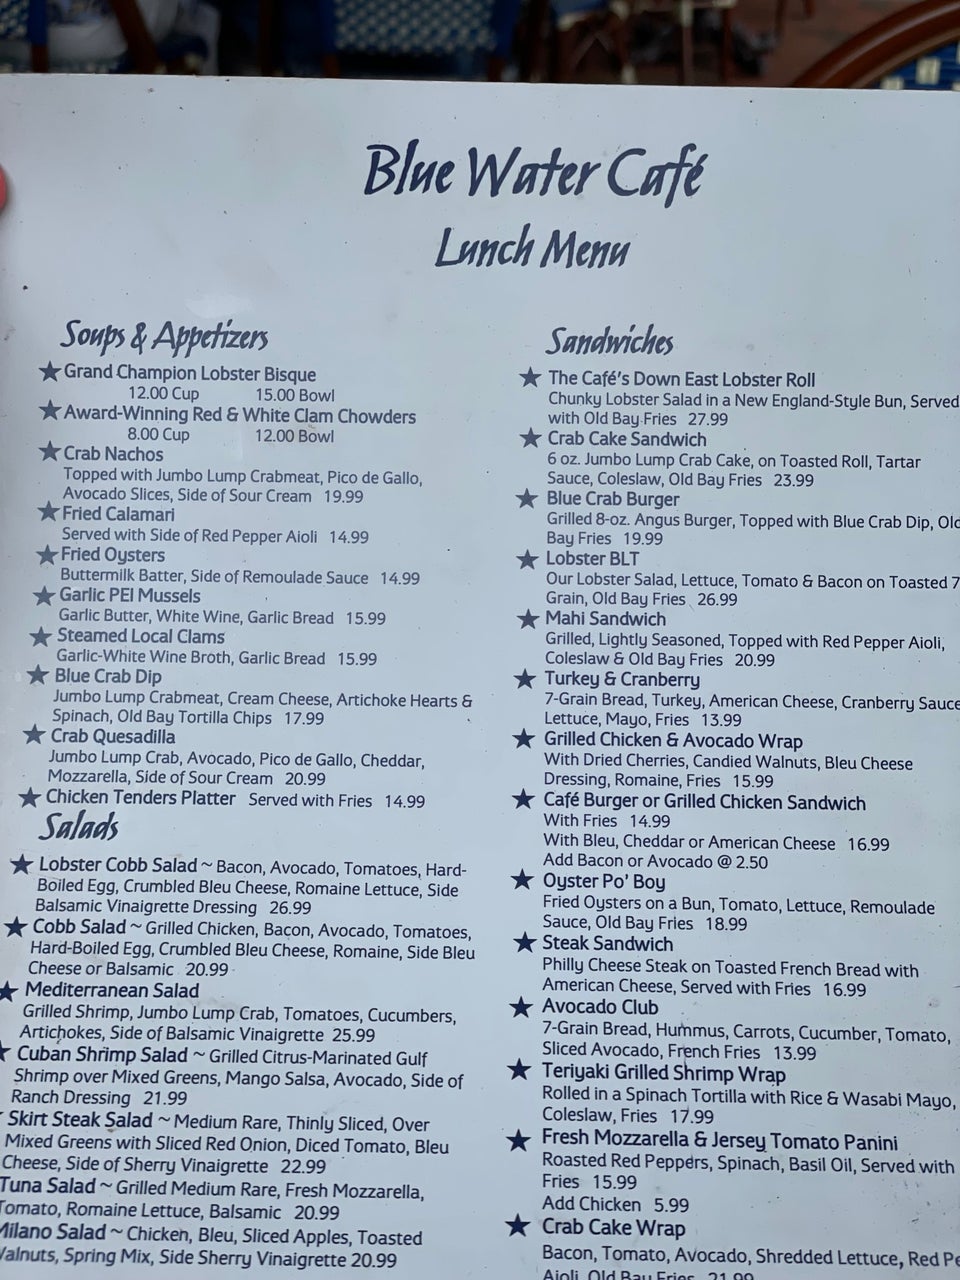 Blue Water Café
Lunch Menu
Soups & Appetizers
★ Grand Champion Lobster Bisque
12.00 Cup 15.00 Bowl
★ Award-Winning Red & White Clam Chowders
8.00 Cup 12.00 Bowl
★ Crab Nachos
Topped with Jumbo Lump Crabmeat, Pico de Gallo,
Avocado Slices, Side of Sour Cream 19.99
★ Fried Calamari
Served with Side of Red Pepper Aioli 14.99
★ Fried Oysters
Buttermilk Batter, Side of Remoulade Sauce 14.99
★ Garlic PEI Mussels
Garlic Butter, White Wine, Garlic Bread 15.99
★ Steamed Local Clams
Garlic-White Wine Broth, Garlic Bread 15.99
★ Blue Crab Dip
Jumbo Lump Crabmeat, Cream Cheese, Artichoke Hearts &
Spinach, Old Bay Tortilla Chips 17.99
★ Crab Quesadilla
Jumbo Lump Crab, Avocado, Pico de Gallo, Cheddar,
Mozzarella, Side of Sour Cream 20.99
★ Chicken Tenders Platter Served with Fries 14.99
Salads
★ Lobster Cobb Salad ~ Bacon, Avocado, Tomatoes, Hard-
Boiled Egg, Crumbled Bleu Cheese, Romaine Lettuce, Side
Balsamic Vinaigrette Dressing 26.99
★ Cobb Salad ~ Grilled Chicken, Bacon, Avocado, Tomatoes,
Hard-Boiled Egg, Crumbled Bleu Cheese, Romaine, Side Bleu
Cheese or Balsamic 20.99
★ Mediterranean Salad
Grilled Shrimp, Jumbo Lump Crab, Tomatoes, Cucumbers,
Artichokes, Side of Balsamic Vinaigrette 25.99
★ Cuban Shrimp Salad ~ Grilled Citrus-Marinated Gulf
Shrimp over Mixed Greens, Mango Salsa, Avocado, Side of
Ranch Dressing 21.99
Skirt Steak Salad ~ Medium Rare, Thinly Sliced, Over
Mixed Greens with Sliced Red Onion, Diced Tomato, Bleu
Cheese, Side of Sherry Vinaigrette 22.99
Tuna Salad ~ Grilled Medium Rare, Fresh Mozzarella,
Tomato, Romaine Lettuce, Balsamic 20.99
Milano Salad ~ Chicken, Bleu, Sliced Apples, Toasted
Walnuts, Spring Mix, Side Sherry Vinaigrette 20.99
Sandwiches
★ The Café's Down East Lobster Roll
Chunky Lobster Salad in a New England-Style Bun, Served
with Old Bay Fries 27.99
★ Crab Cake Sandwich
6 oz. Jumbo Lump Crab Cake, on Toasted Roll, Tartar
Sauce, Coleslaw, Old Bay Fries 23.99
★ Blue Crab Burger
Grilled 8-oz. Angus Burger, Topped with Blue Crab Dip, Old
Bay Fries 19.99
★ Lobster BLT
Our Lobster Salad, Lettuce, Tomato & Bacon on Toasted 7
Grain, Old Bay Fries 26.99
★ Mahi Sandwich
Grilled, Lightly Seasoned, Topped with Red Pepper Aioli,
Coleslaw & Old Bay Fries 20.99
★ Turkey & Cranberry
7-Grain Bread, Turkey, American Cheese, Cranberry Sauce
Lettuce, Mayo, Fries 13.99
★ Grilled Chicken & Avocado Wrap
With Dried Cherries, Candied Walnuts, Bleu Cheese
Dressing, Romaine, Fries 15.99
★ Café Burger or Grilled Chicken Sandwich
With Fries 14.99
With Bleu, Cheddar or American Cheese 16.99
Add Bacon or Avocado @ 2.50
★ Oyster Po' Boy
Fried Oysters on a Bun, Tomato, Lettuce, Remoulade
Sauce, Old Bay Fries 18.99
★ Steak Sandwich
Philly Cheese Steak on Toasted French Bread with
American Cheese, Served with Fries 16.99
★ Avocado Club
7-Grain Bread, Hummus, Carrots, Cucumber, Tomato,
Sliced Avocado, French Fries 13.99
★ Teriyaki Grilled Shrimp Wrap
Rolled in a Spinach Tortilla with Rice & Wasabi Mayo,
Coleslaw, Fries 17.99
★ Fresh Mozzarella & Jersey Tomato Panini
Roasted Red Peppers, Spinach, Basil Oil, Served with
Fries 15.99
Add Chicken 5.99
★ Crab Cake Wrap
Bacon, Tomato, Avocado, Shredded Lettuce, Red
Aioli, Old Bay Fries 21.99